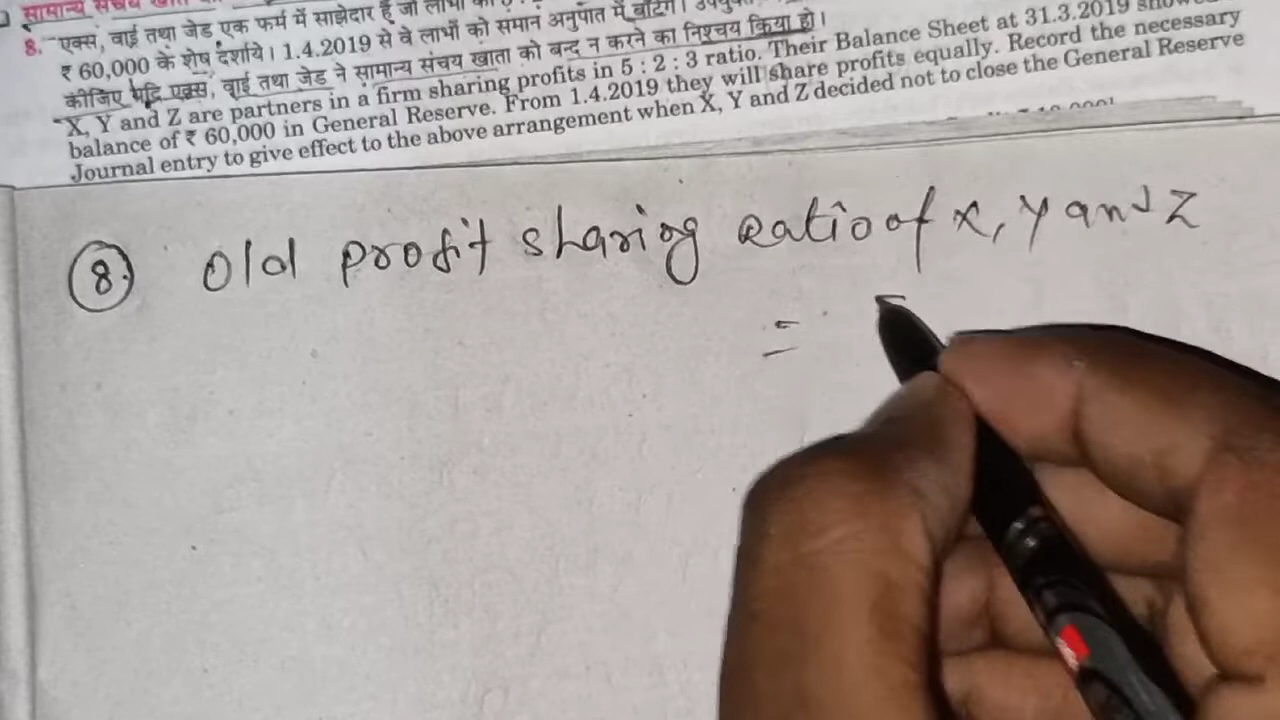 सामान्य संचय खाता
8. एक्स, वाई तथा जेड एक फर्म में साझेदार हैं जो लाभों को
₹ 60,000 के शेष दर्शाये। 1.4.2019 से वे लाभों को समान अनुपात में बाँटेंगे।
कीजिए यदि एक्स, वाई तथा जेड ने सामान्य संचय खाता को बन्द न करने का निश्चय किया हो।
X, Y and Z are partners in a firm sharing profits in 5 : 2 : 3 ratio. Their Balance Sheet at 31.3.2019 showed
balance of ₹ 60,000 in General Reserve. From 1.4.2019 they will share profits equally. Record the necessary
Journal entry to give effect to the above arrangement when X, Y and Z decided not to close the General Reserve
8. Old profit sharing Ratio of X, Y and Z
=